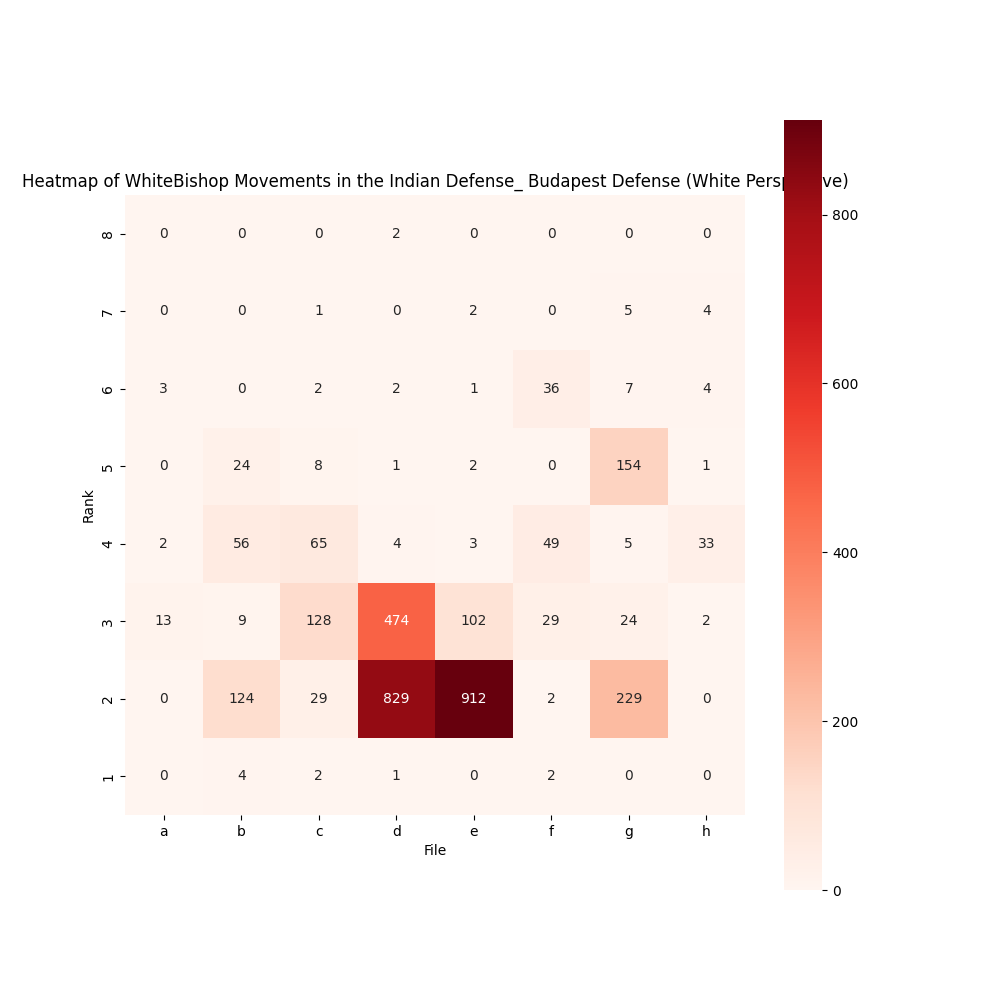 Heatmap of WhiteBishop Movements in the Indian Defense_ Budapest Defense (White Perspective)
8 0 0 0 2 0 0 0 0
7 0 0 1 0 2 0 5 4
6 3 0 2 2 1 36 7 4
5 0 24 8 1 2 0 154 1
4 2 56 65 4 3 49 5 33
3 13 9 128 474 102 29 24 2
2 0 124 29 829 912 2 229 0
1 0 4 2 1 0 2 0 0
a b c d e f g h
File
Rank
800
600
400
200
0